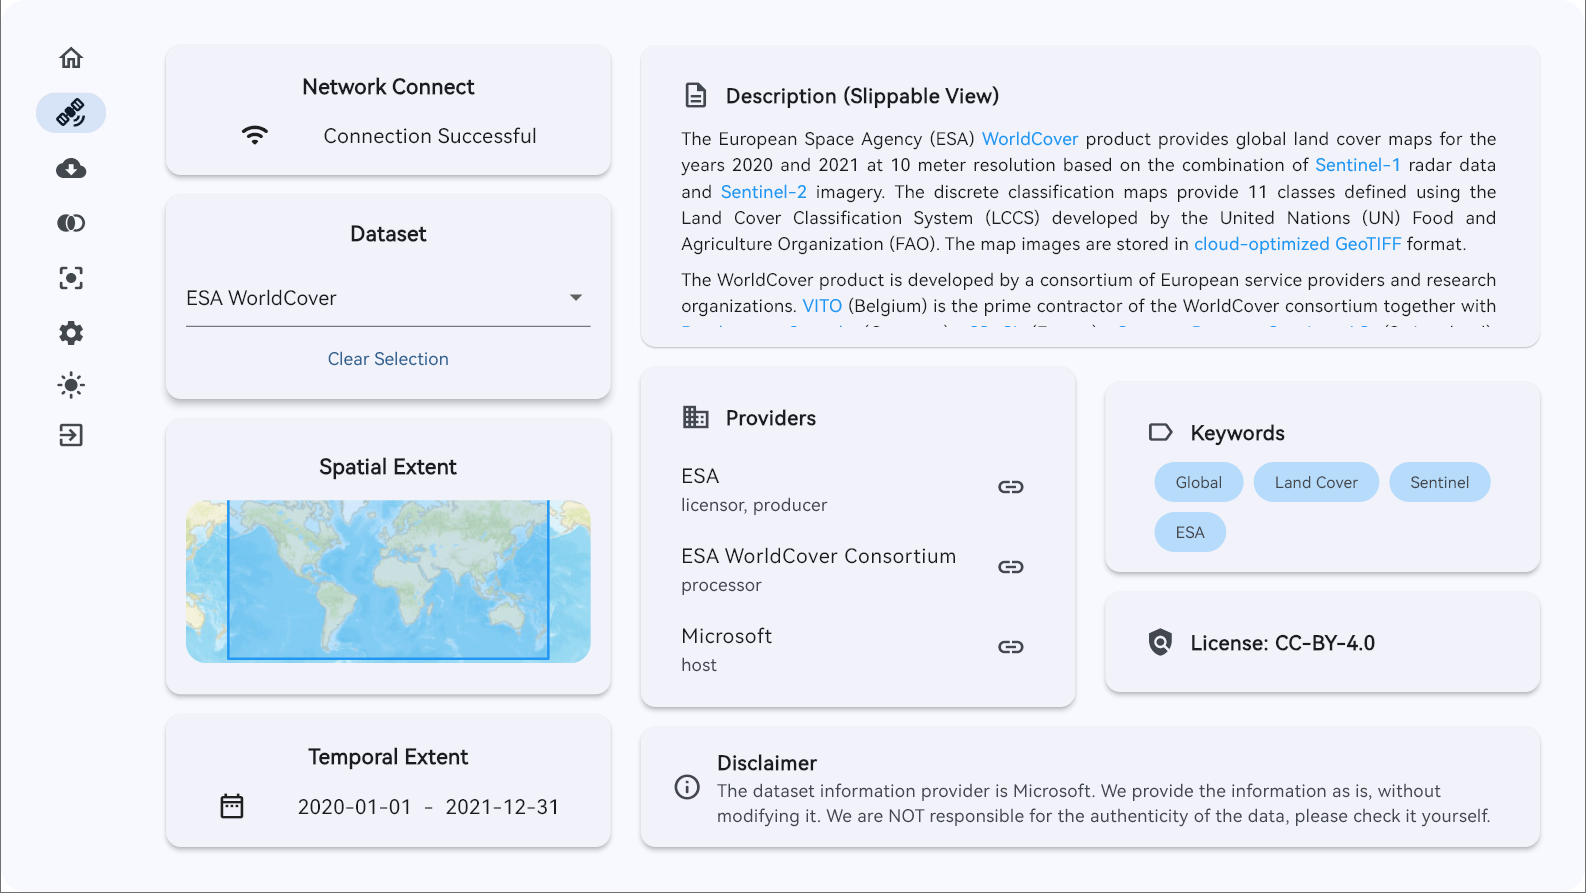 Network Connect
Connection Successful
Dataset
ESA WorldCover
Clear Selection
Spatial Extent
Temporal Extent
2020-01-01 - 2021-12-31
Description (Slippable View)
The European Space Agency (ESA) WorldCover product provides global land cover maps for the
years 2020 and 2021 at 10 meter resolution based on the combination of Sentinel-1 radar data
and Sentinel-2 imagery. The discrete classification maps provide 11 classes defined using the
Land Cover Classification System (LCCS) developed by the United Nations (UN) Food and
Agriculture Organization (FAO). The map images are stored in cloud-optimized GeoTIFF format.
The WorldCover product is developed by a consortium of European service providers and research
organizations. VITO (Belgium) is the prime contractor of the WorldCover consortium together with
Providers
ESA
licensor, producer
ESA WorldCover Consortium
processor
Microsoft
host
Keywords
Global
Land Cover
Sentinel
ESA
License: CC-BY-4.0
Disclaimer
The dataset information provider is Microsoft. We provide the information as is, without
modifying it. We are NOT responsible for the authenticity of the data, please check it yourself.